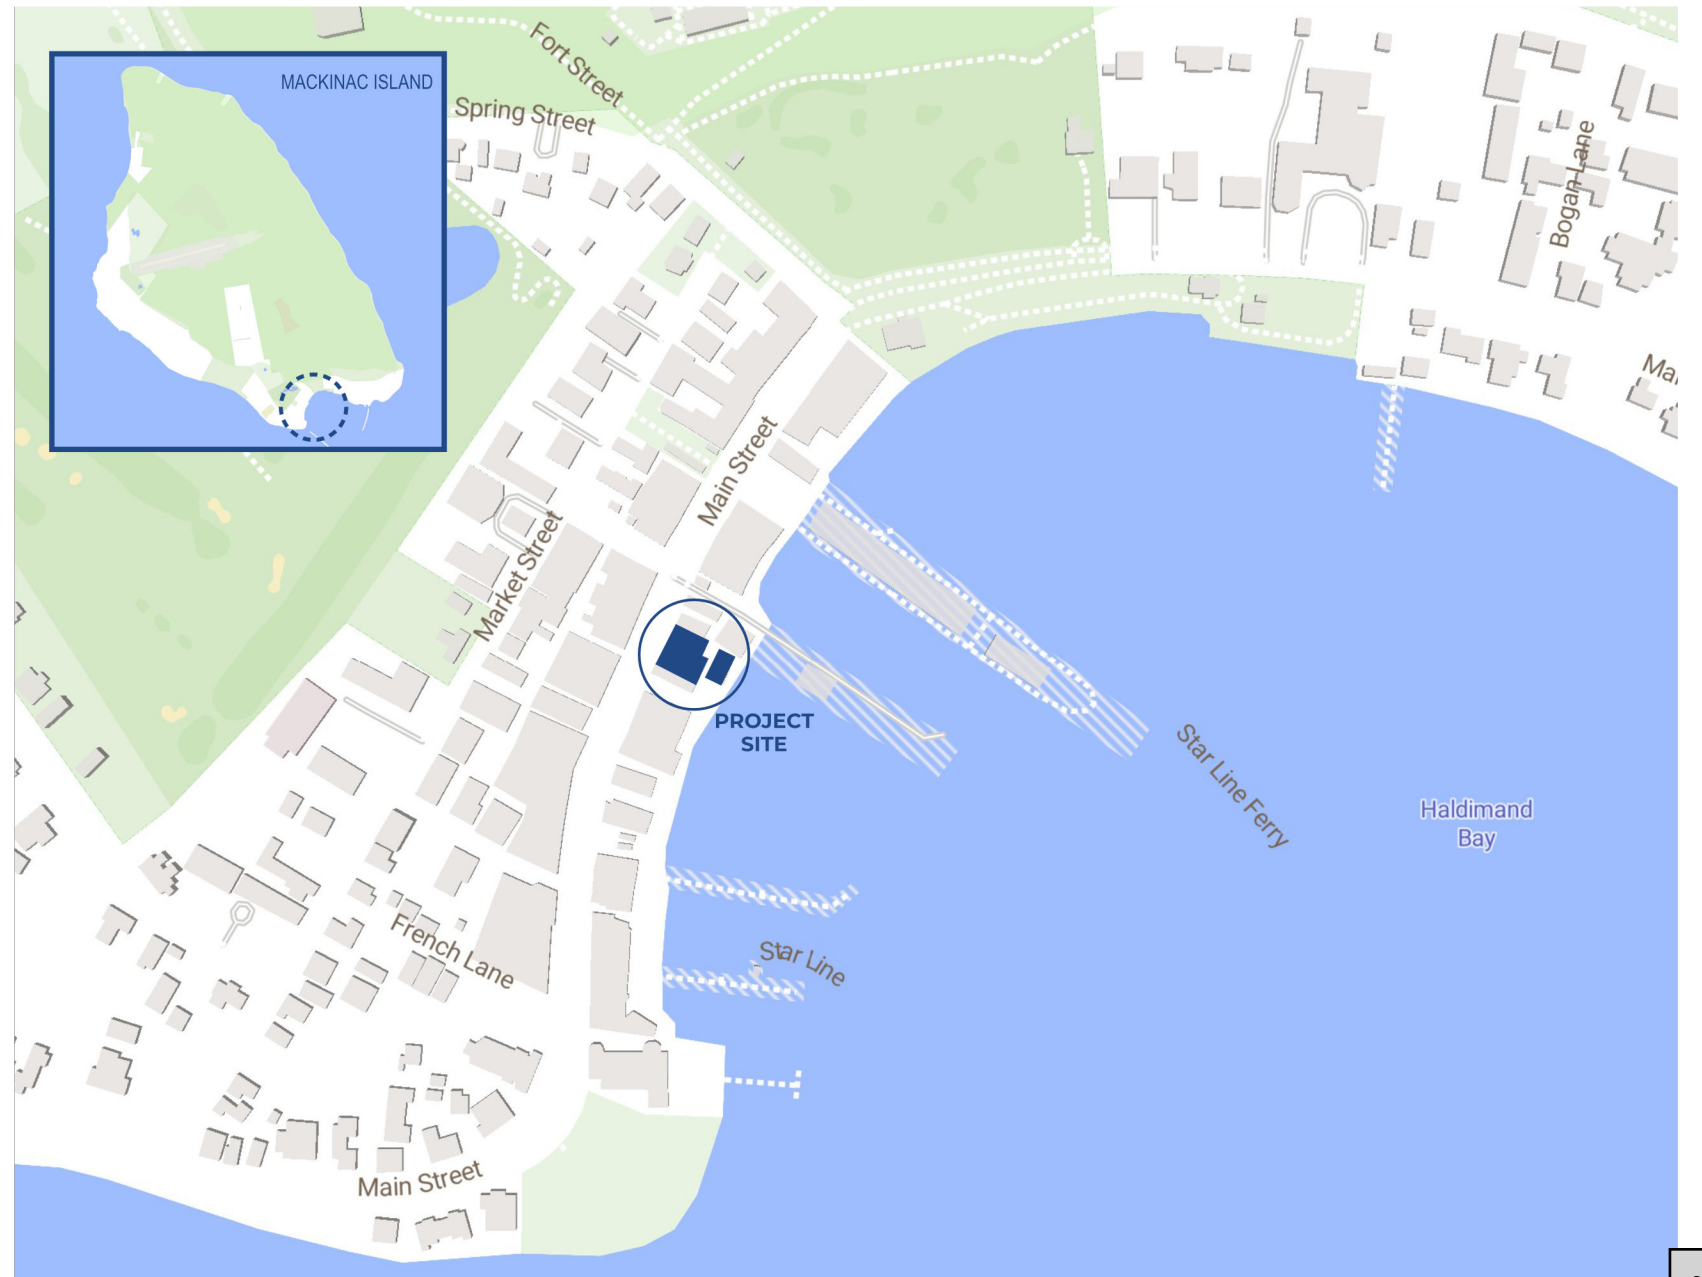 MACKINAC ISLAND
Fort Street
Spring Street
Bogan Lane
Main Street
Market Street
PROJECT
SITE
Star Line Ferry
Haldimand
Bay
French Lane
Star Line
Main Street